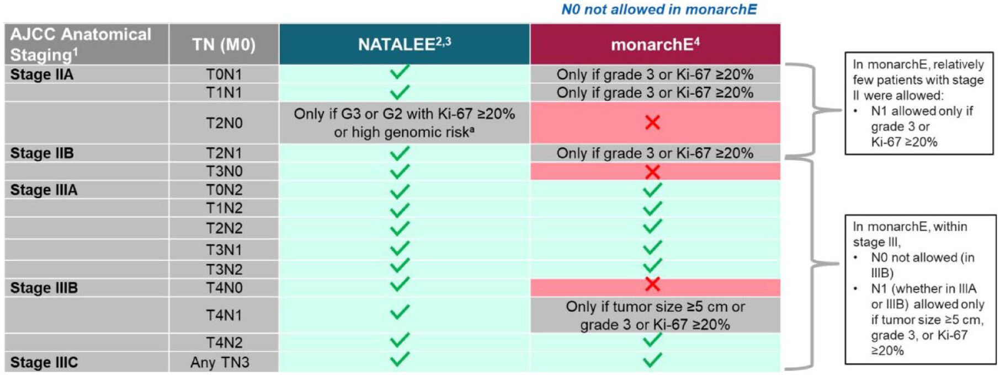 N0 not allowed in monarchE
AJCC Anatomical
Staging¹
TN (M0)
NATALEE²,³
monarchE⁴
Stage IIA
T0N1
Only if grade 3 or Ki-67 ≥20%
T1N1
Only if grade 3 or Ki-67 ≥20%
T2N0
Only if G3 or G2 with Ki-67 ≥20%
or high genomic riskᵃ
Stage IIB
T2N1
Only if grade 3 or Ki-67 ≥20%
T3N0
Stage IIIA
T0N2
T1N2
T2N2
T3N1
T3N2
Stage IIIB
T4N0
T4N1
Only if tumor size ≥5 cm or
grade 3 or Ki-67 ≥20%
T4N2
Stage IIIC
Any TN3
In monarchE, relatively
few patients with stage
II were allowed:
• N1 allowed only if
grade 3 or
Ki-67 ≥20%
In monarchE, within
stage III,
• N0 not allowed (in
IIIB)
• N1 (whether in IIIA
or IIIB) allowed only
if tumor size ≥5 cm,
grade 3, or Ki-67
≥20%